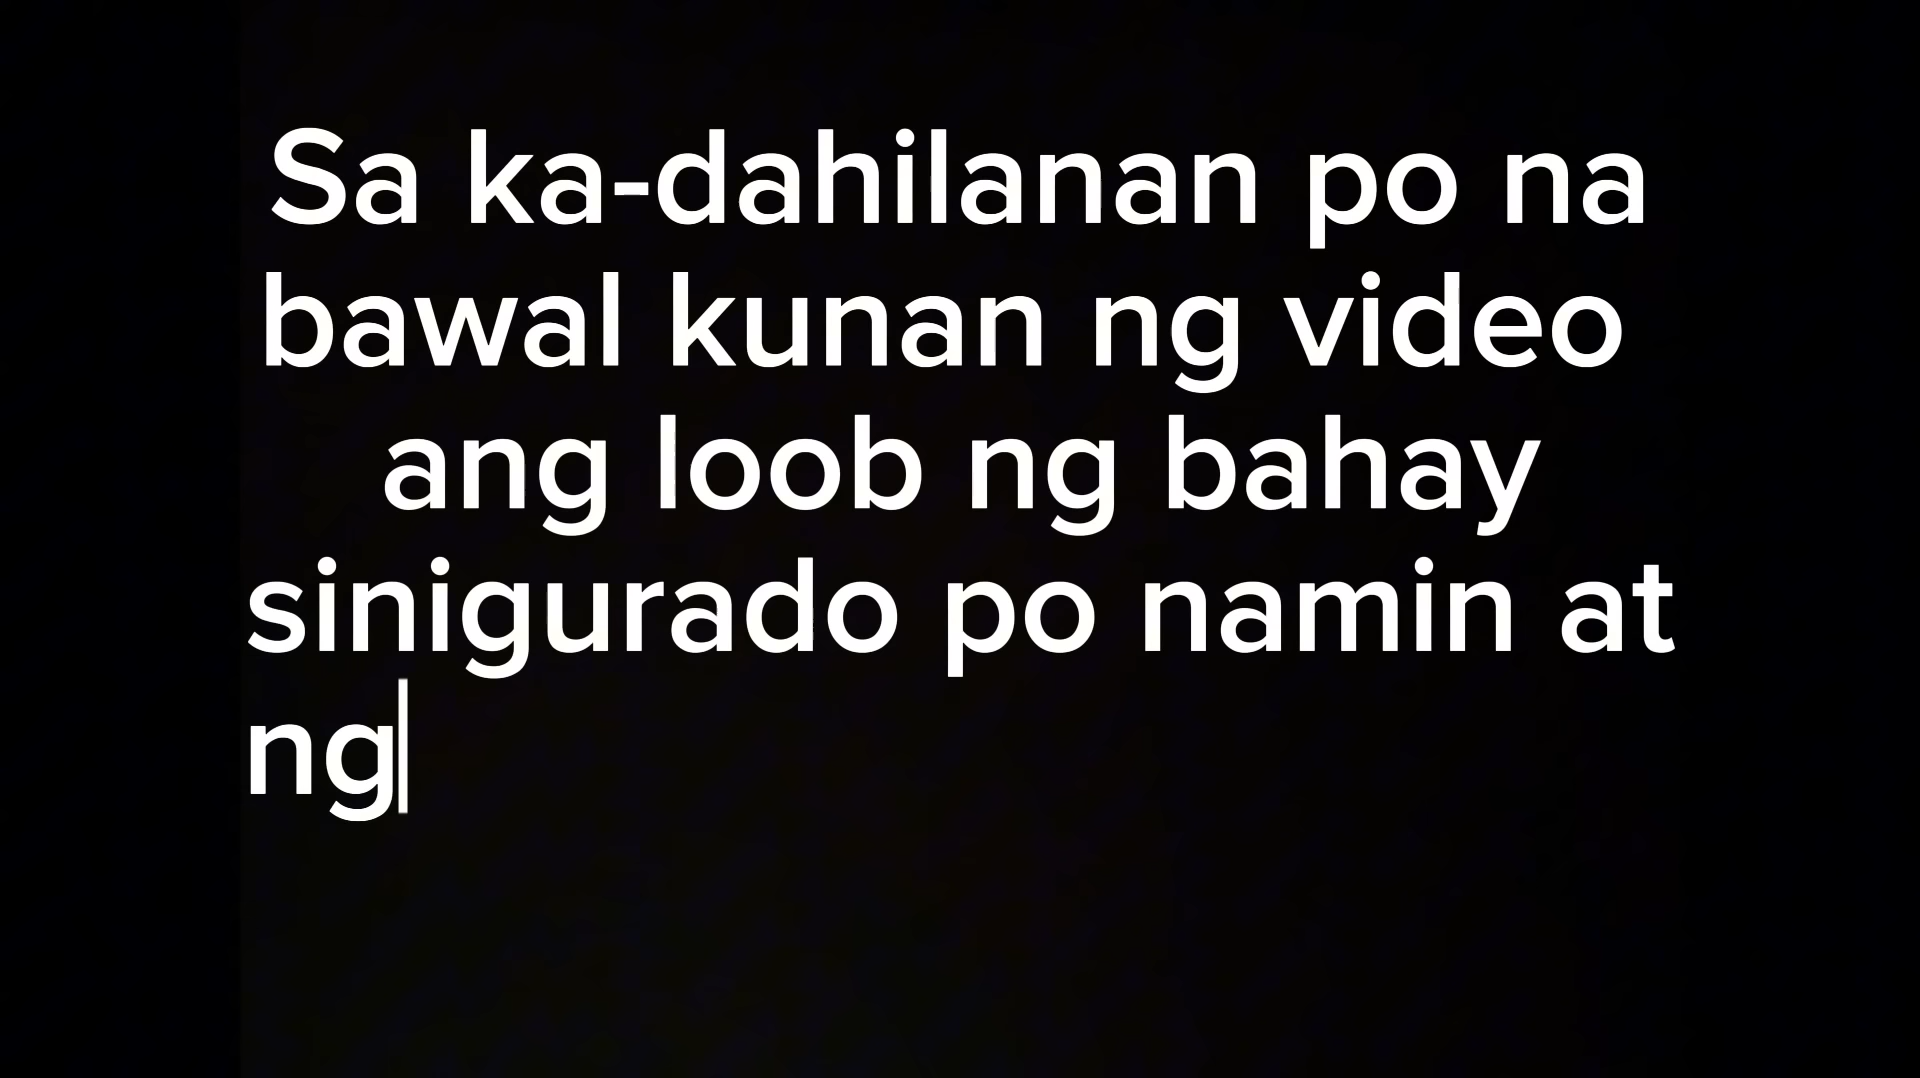 Sa ka-dahilanan po na
bawal kunan ng video
ang loob ng bahay
sinigurado po namin at
ng